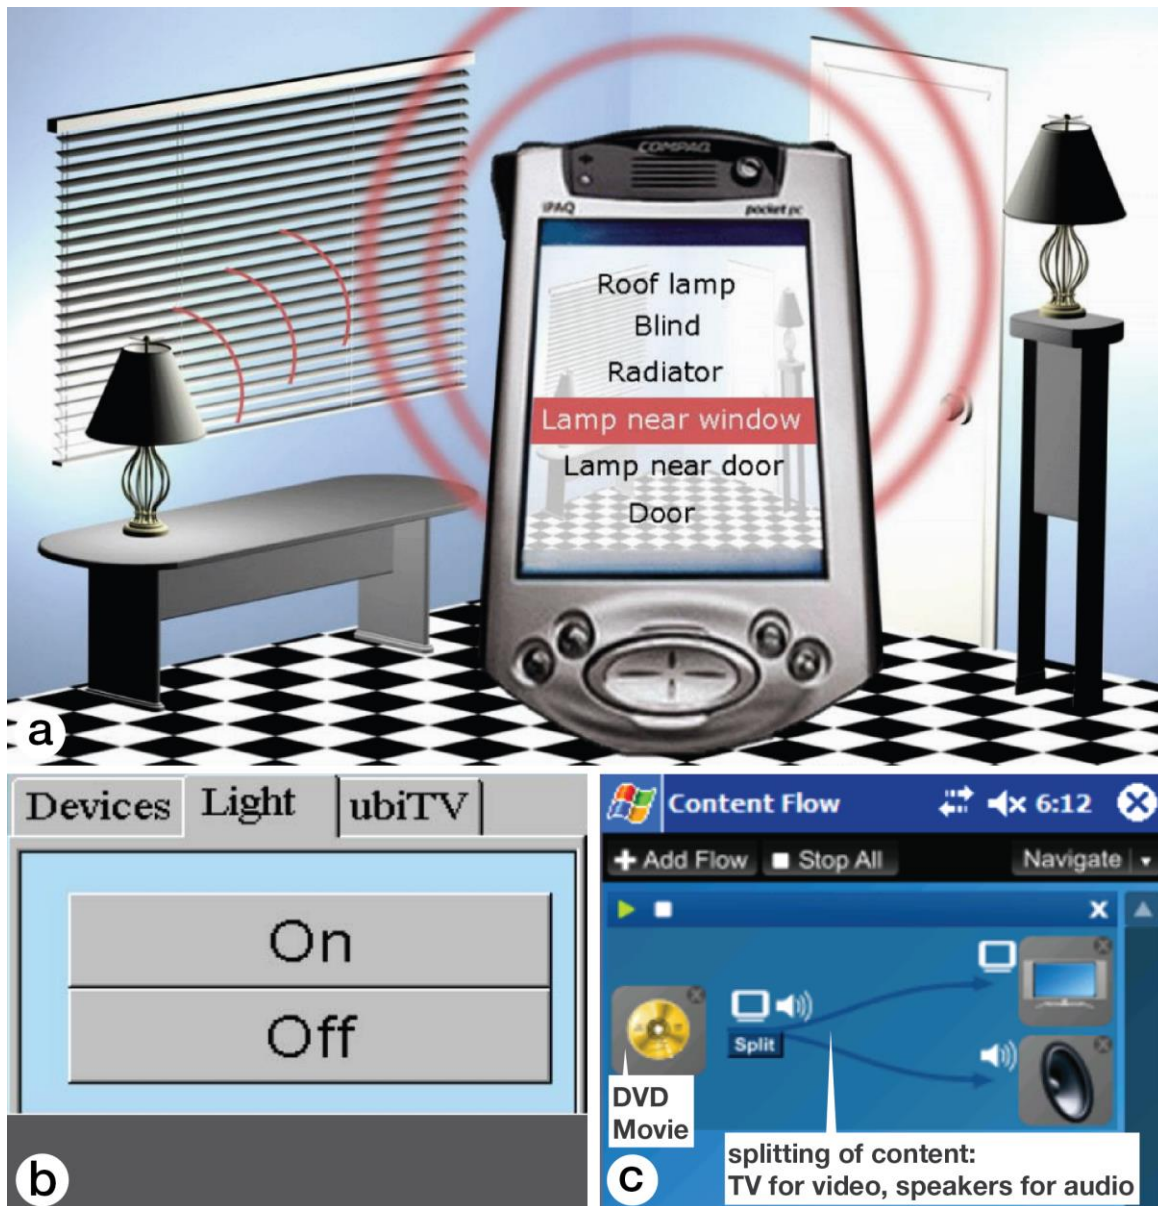 COMPAQ
iPAQ
pocket pc
Roof lamp
Blind
Radiator
Lamp near window
Lamp near door
Door
a
Devices
Light
ubiTV
On
Off
b
Content Flow
6:12
Add Flow
Stop All
Navigate
Split
DVD
Movie
splitting of content:
TV for video, speakers for audio
c